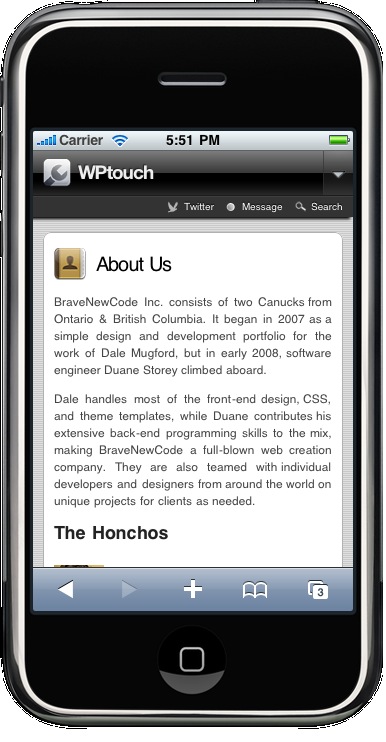 Carrier 5:51 PM
WPtouch
Twitter Message Search
About Us
BraveNewCode Inc. consists of two Canucks from
Ontario & British Columbia. It began in 2007 as a
simple design and development portfolio for the
work of Dale Mugford, but in early 2008, software
engineer Duane Storey climbed aboard.
Dale handles most of the front-end design, CSS,
and theme templates, while Duane contributes his
extensive back-end programming skills to the mix,
making BraveNewCode a full-blown web creation
company. They are also teamed with individual
developers and designers from around the world on
unique projects for clients as needed.
The Honchos
3